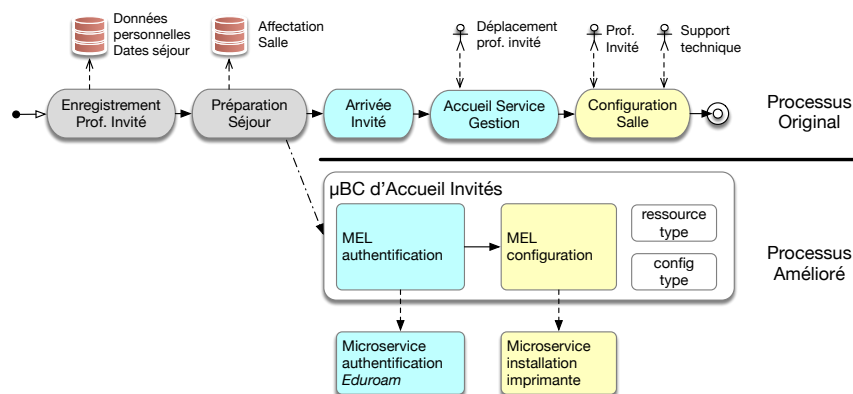 Données
personnelles
Dates séjour
Affectation
Salle
Déplacement
prof. invité
Prof.
Invité
Support
technique
Enregistrement
Prof. Invité
Préparation
Séjour
Arrivée
Invité
Accueil Service
Gestion
Configuration
Salle
Processus
Original
µBC d'Accueil Invités
MEL
authentification
MEL
configuration
ressource
type
config
type
Processus
Amélioré
Microservice
authentification
Eduroam
Microservice
installation
imprimante